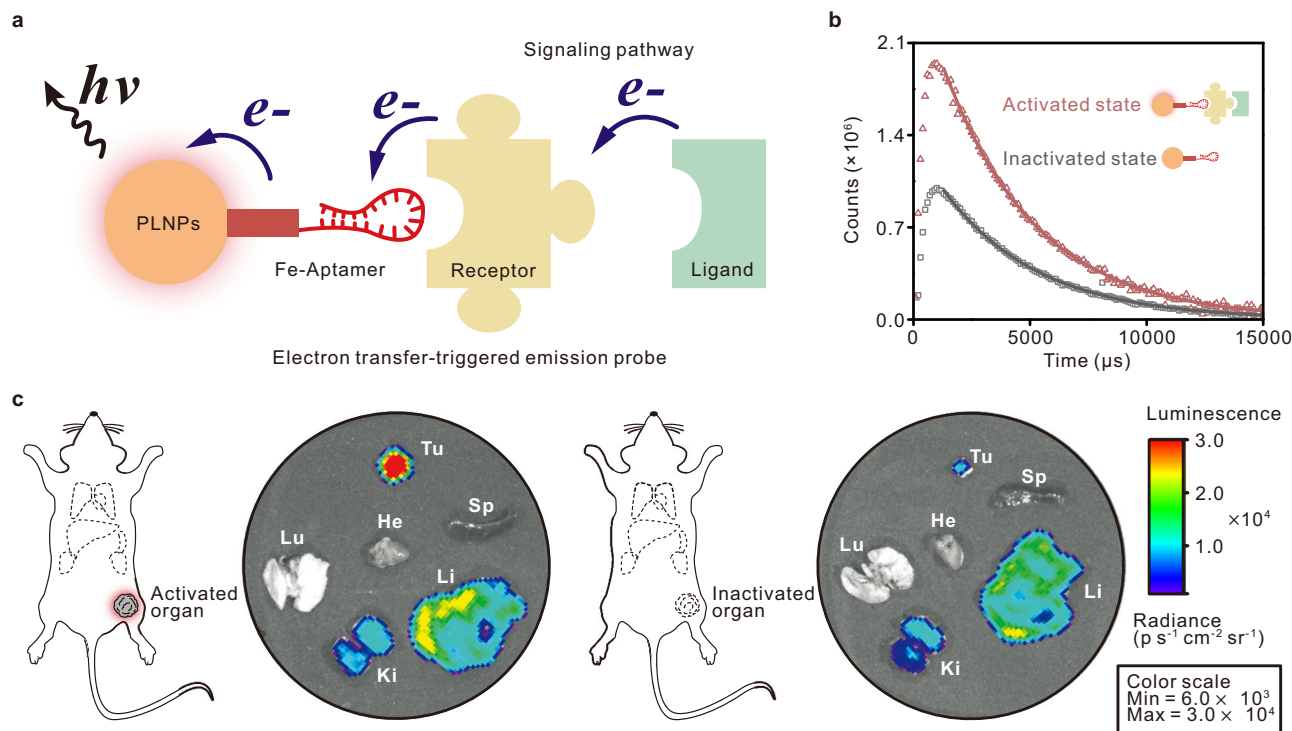 a
Signaling pathway
hν
e-
e-
e-
PLNPs
Fe-Aptamer
Receptor
Ligand
Electron transfer-triggered emission probe
b
2.1
1.4
0.7
0.0
Counts (×10⁶)
Activated state
Inactivated state
5000
10000
15000
Time (µs)
c
Activated
organ
Tu
Sp
He
Lu
Li
Ki
Inactivated
organ
Tu
Sp
He
Lu
Li
Ki
Luminescence
3.0
2.0
×10⁴
1.0
Radiance
(p s⁻¹ cm⁻² sr⁻¹)
Color scale
Min = 6.0 × 10³
Max = 3.0 × 10⁴